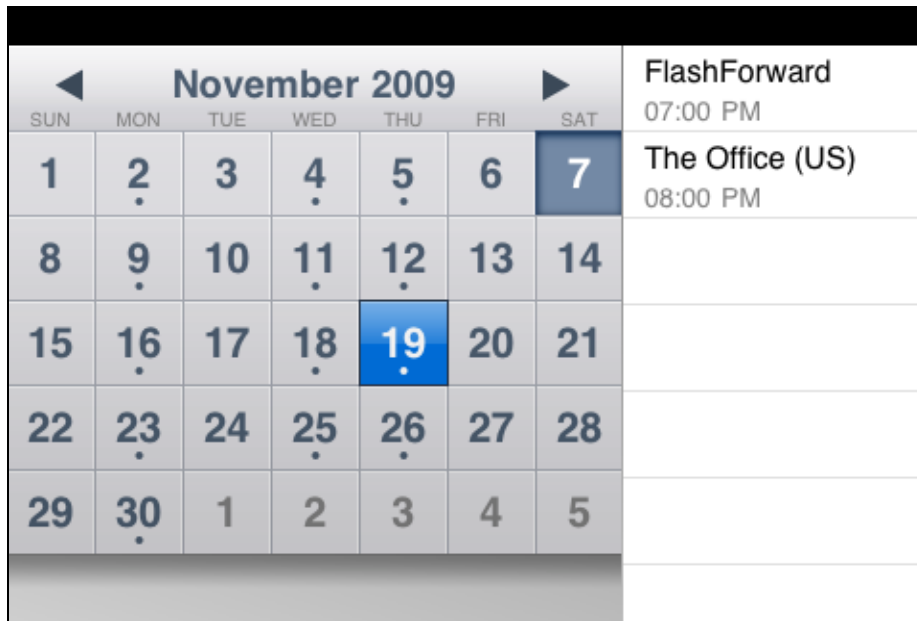 November 2009
SUN MON TUE WED THU FRI SAT
1 2 3 4 5 6 7
8 9 10 11 12 13 14
15 16 17 18 19 20 21
22 23 24 25 26 27 28
29 30 1 2 3 4 5
FlashForward
07:00 PM
The Office (US)
08:00 PM